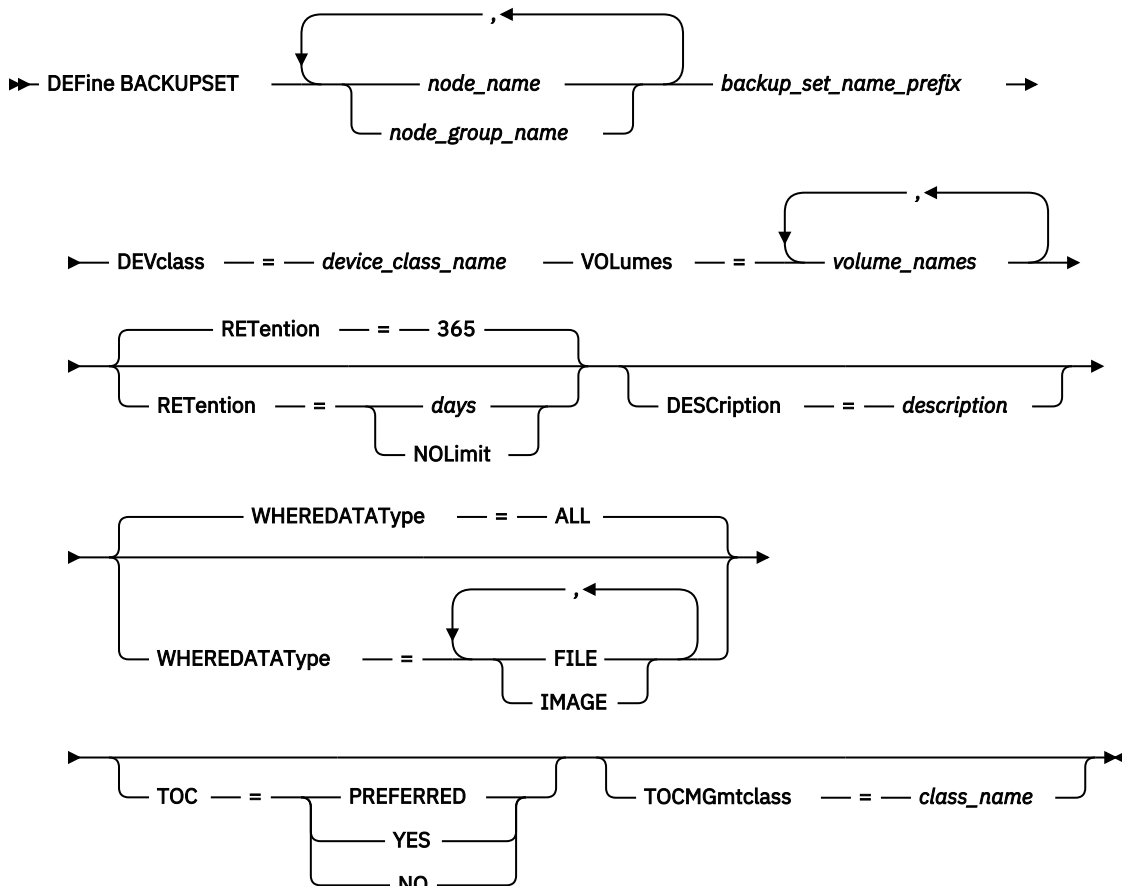 ,
DEFine BACKUPSET node_name backup_set_name_prefix
node_group_name
,
DEVclass = device_class_name VOLumes = volume_names
RETention = 365
RETention = days DESCription = description
NOLimit
WHEREDATAType = ALL
,
WHEREDATAType = FILE
IMAGE
TOC = PREFERRED TOCMGmtclass = class_name
YES
NO